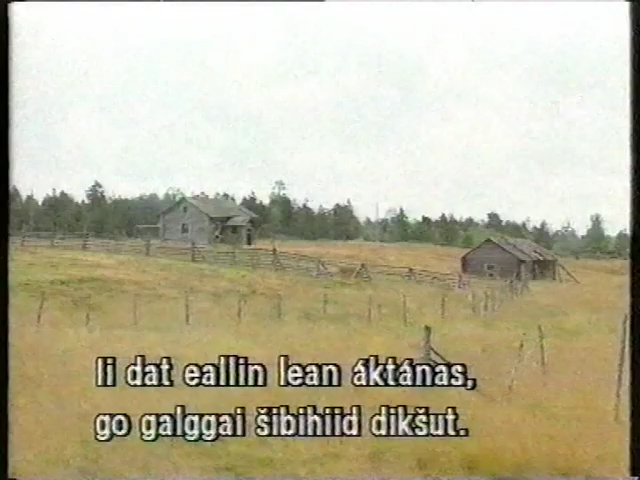 Ii dat eallin lean áktánas,
go galggai šibihiid dikšut.